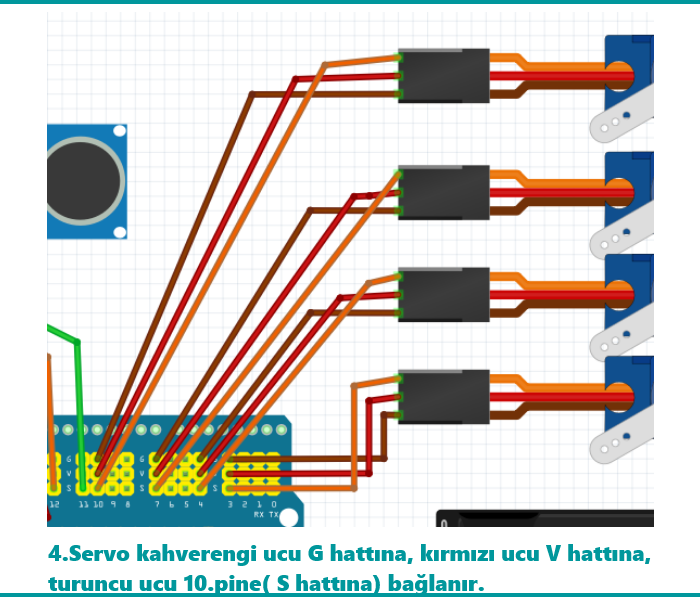 G G
V V
S S S
12 11 10 9 8 7 6 5 4 3 2 1 0
RX TX
4.Servo kahverengi ucu G hattına, kırmızı ucu V hattına,
turuncu ucu 10.pine( S hattına) bağlanır.